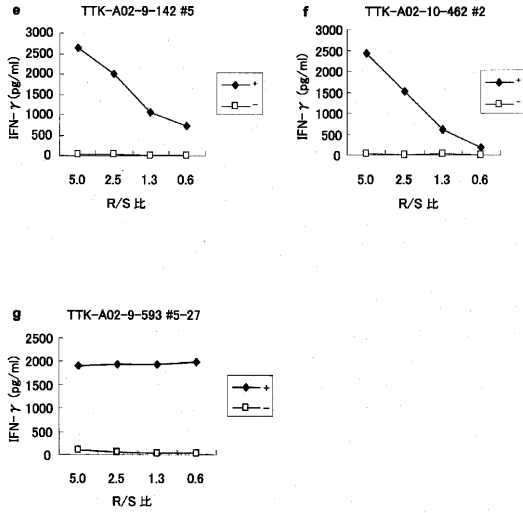 e TTK-A02-9-142 #5
IFN-γ (pg/ml)
3000
2500
2000
1500
1000
500
0
5.0 2.5 1.3 0.6
R/S 比
+
−
f TTK-A02-10-462 #2
IFN-γ (pg/ml)
3000
2500
2000
1500
1000
500
0
5.0 2.5 1.3 0.6
R/S 比
+
−
g TTK-A02-9-593 #5-27
IFN-γ (pg/ml)
2500
2000
1500
1000
500
0
5.0 2.5 1.3 0.6
R/S 比
+
−